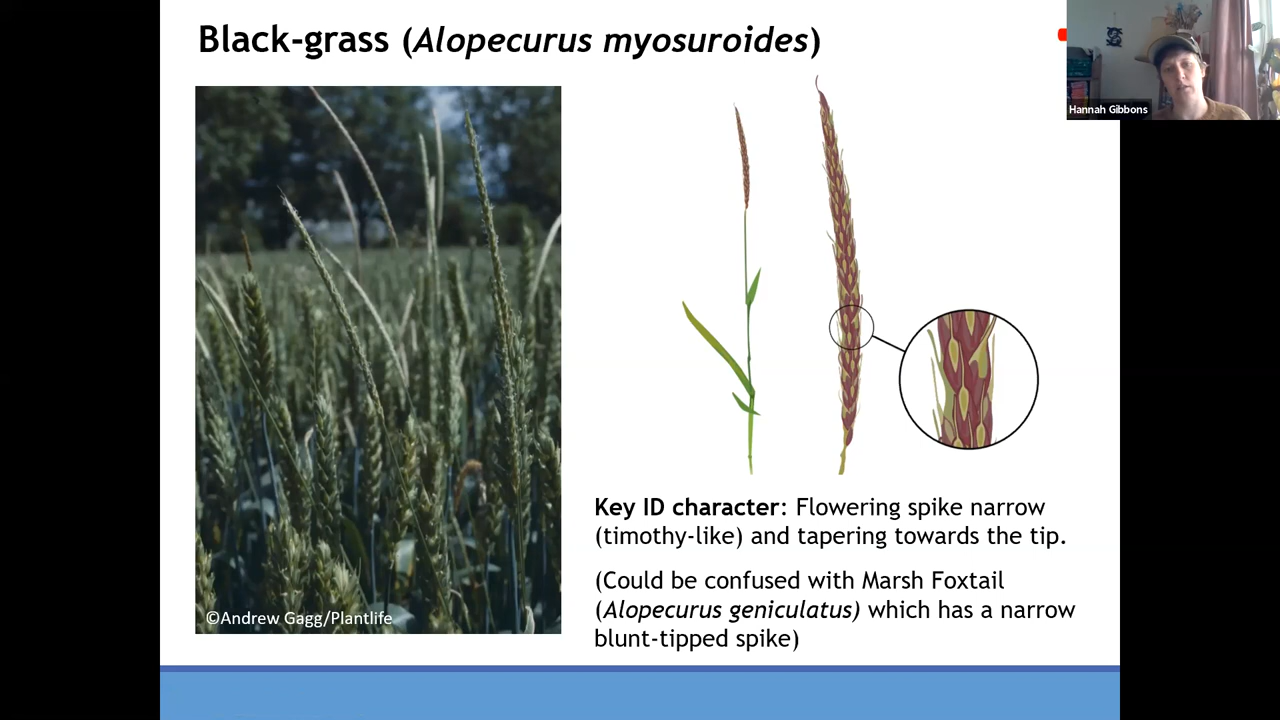 Black-grass (Alopecurus myosuroides)
Hannah Gibbons
©Andrew Gagg/Plantlife
Key ID character: Flowering spike narrow
(timothy-like) and tapering towards the tip.
(Could be confused with Marsh Foxtail
(Alopecurus geniculatus) which has a narrow
blunt-tipped spike)